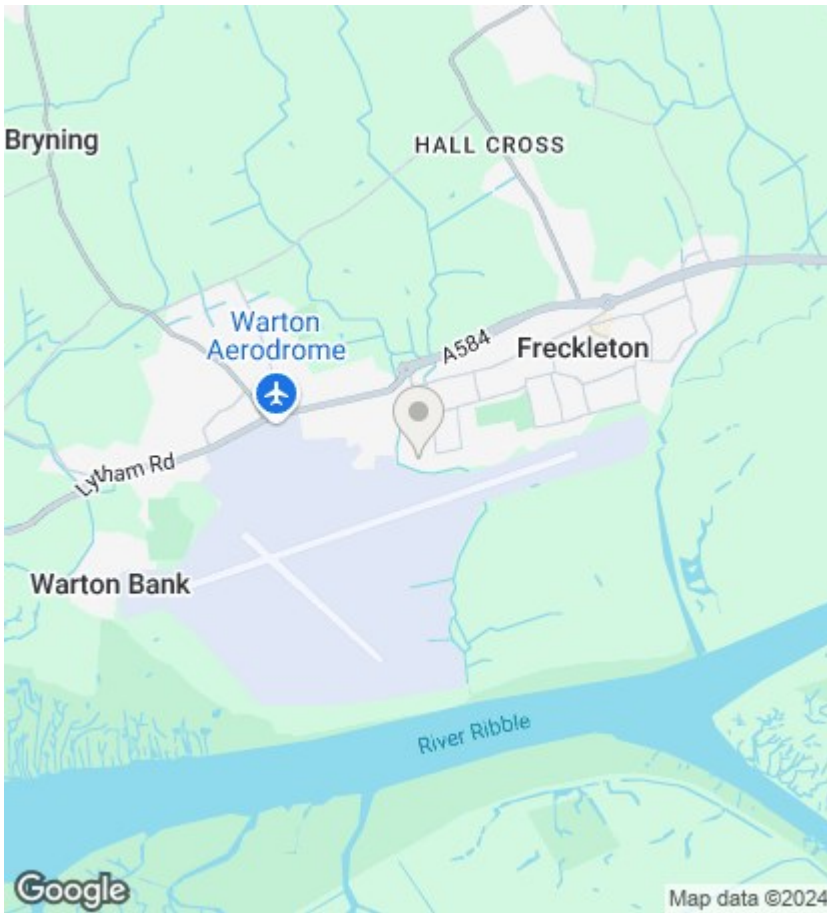 Bryning
HALL CROSS
Warton
Aerodrome
A584
Freckleton
Lytham Rd
Warton Bank
River Ribble
Google
Map data ©2024